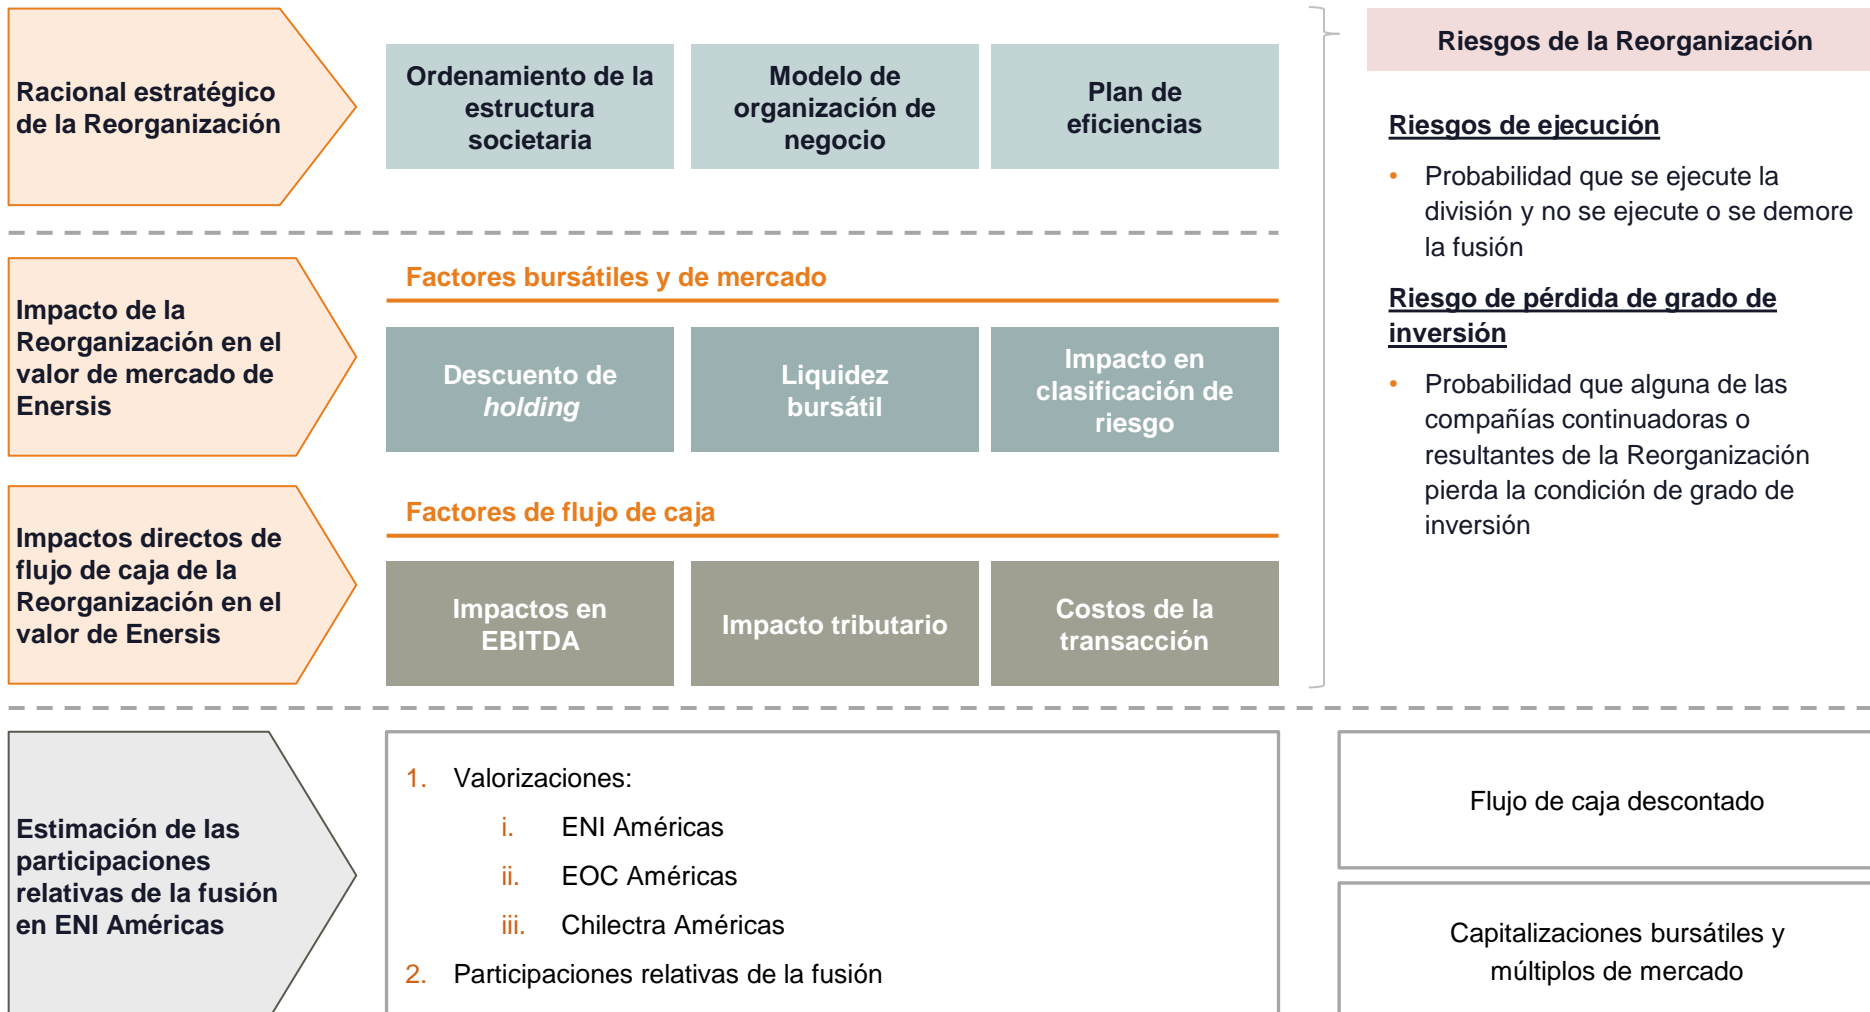 Racional estratégico
de la Reorganización
Ordenamiento de la
estructura
societaria
Modelo de
organización de
negocio
Plan de
eficiencias
Impacto de la
Reorganización en el
valor de mercado de
Enersis
Factores bursátiles y de mercado
Descuento de
holding
Liquidez
bursátil
Impacto en
clasificación de
riesgo
Impactos directos de
flujo de caja de la
Reorganización en el
valor de Enersis
Factores de flujo de caja
Impactos en
EBITDA
Impacto tributario
Costos de la
transacción
Riesgos de la Reorganización
Riesgos de ejecución
• Probabilidad que se ejecute la
división y no se ejecute o se demore
la fusión
Riesgo de pérdida de grado de
inversión
• Probabilidad que alguna de las
compañías continuadoras o
resultantes de la Reorganización
pierda la condición de grado de
inversión
Estimación de las
participaciones
relativas de la fusión
en ENI Américas
1. Valorizaciones:
i. ENI Américas
ii. EOC Américas
iii. Chilectra Américas
2. Participaciones relativas de la fusión
Flujo de caja descontado
Capitalizaciones bursátiles y
múltiplos de mercado